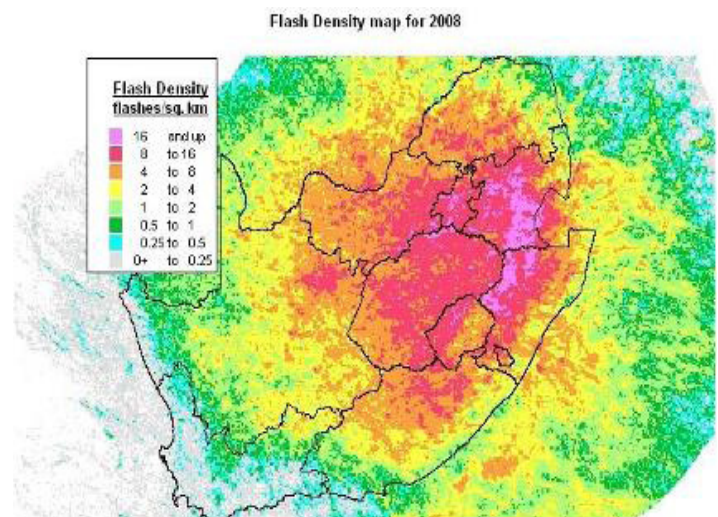 Flash Density map for 2008
Flash Density
flashes/sq. km
16 and up
8 to 16
4 to 8
2 to 4
1 to 2
0.5 to 1
0.25 to 0.5
0+ to 0.25